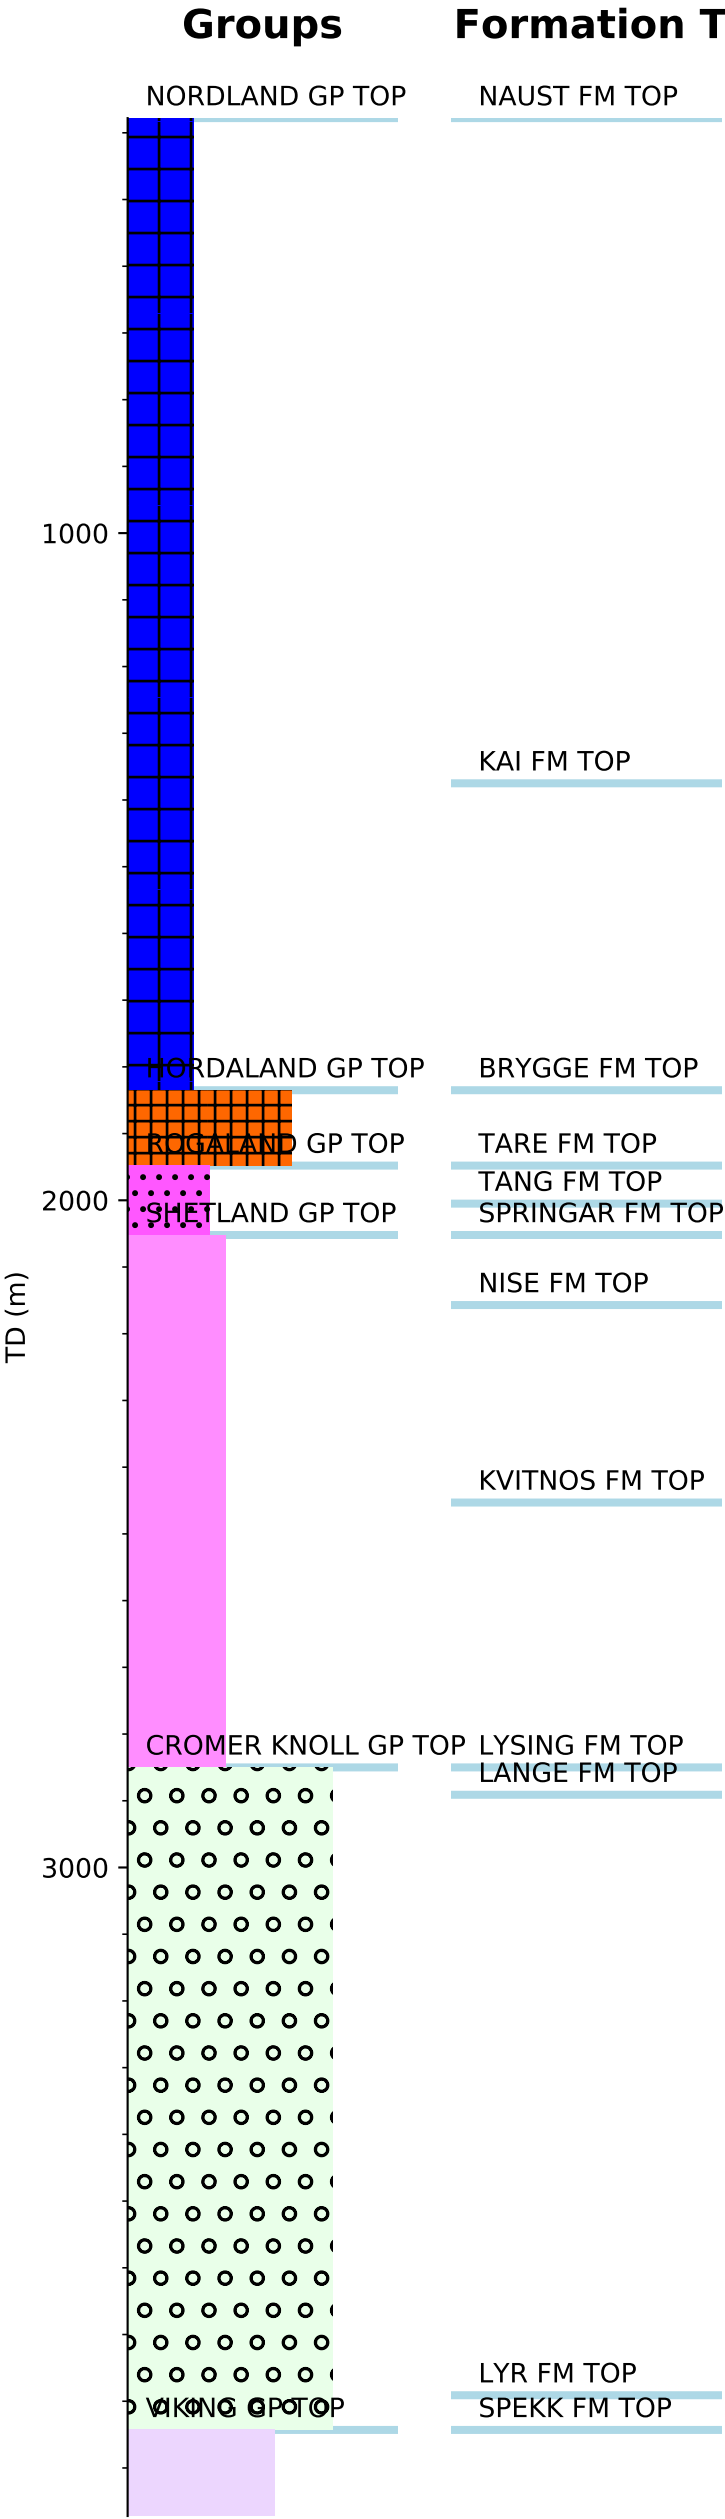 Groups Formation T
NORDLAND GP TOP NAUST FM TOP
1000
KAI FM TOP
HORDALAND GP TOP BRYGGE FM TOP
ROGALAND GP TOP TARE FM TOP
TANG FM TOP
2000
SHETLAND GP TOP SPRINGAR FM TOP
NISE FM TOP
TD (m)
KVITNOS FM TOP
CROMER KNOLL GP TOP LYSING FM TOP
LANGE FM TOP
3000
LYR FM TOP
VIKING GP TOP SPEKK FM TOP